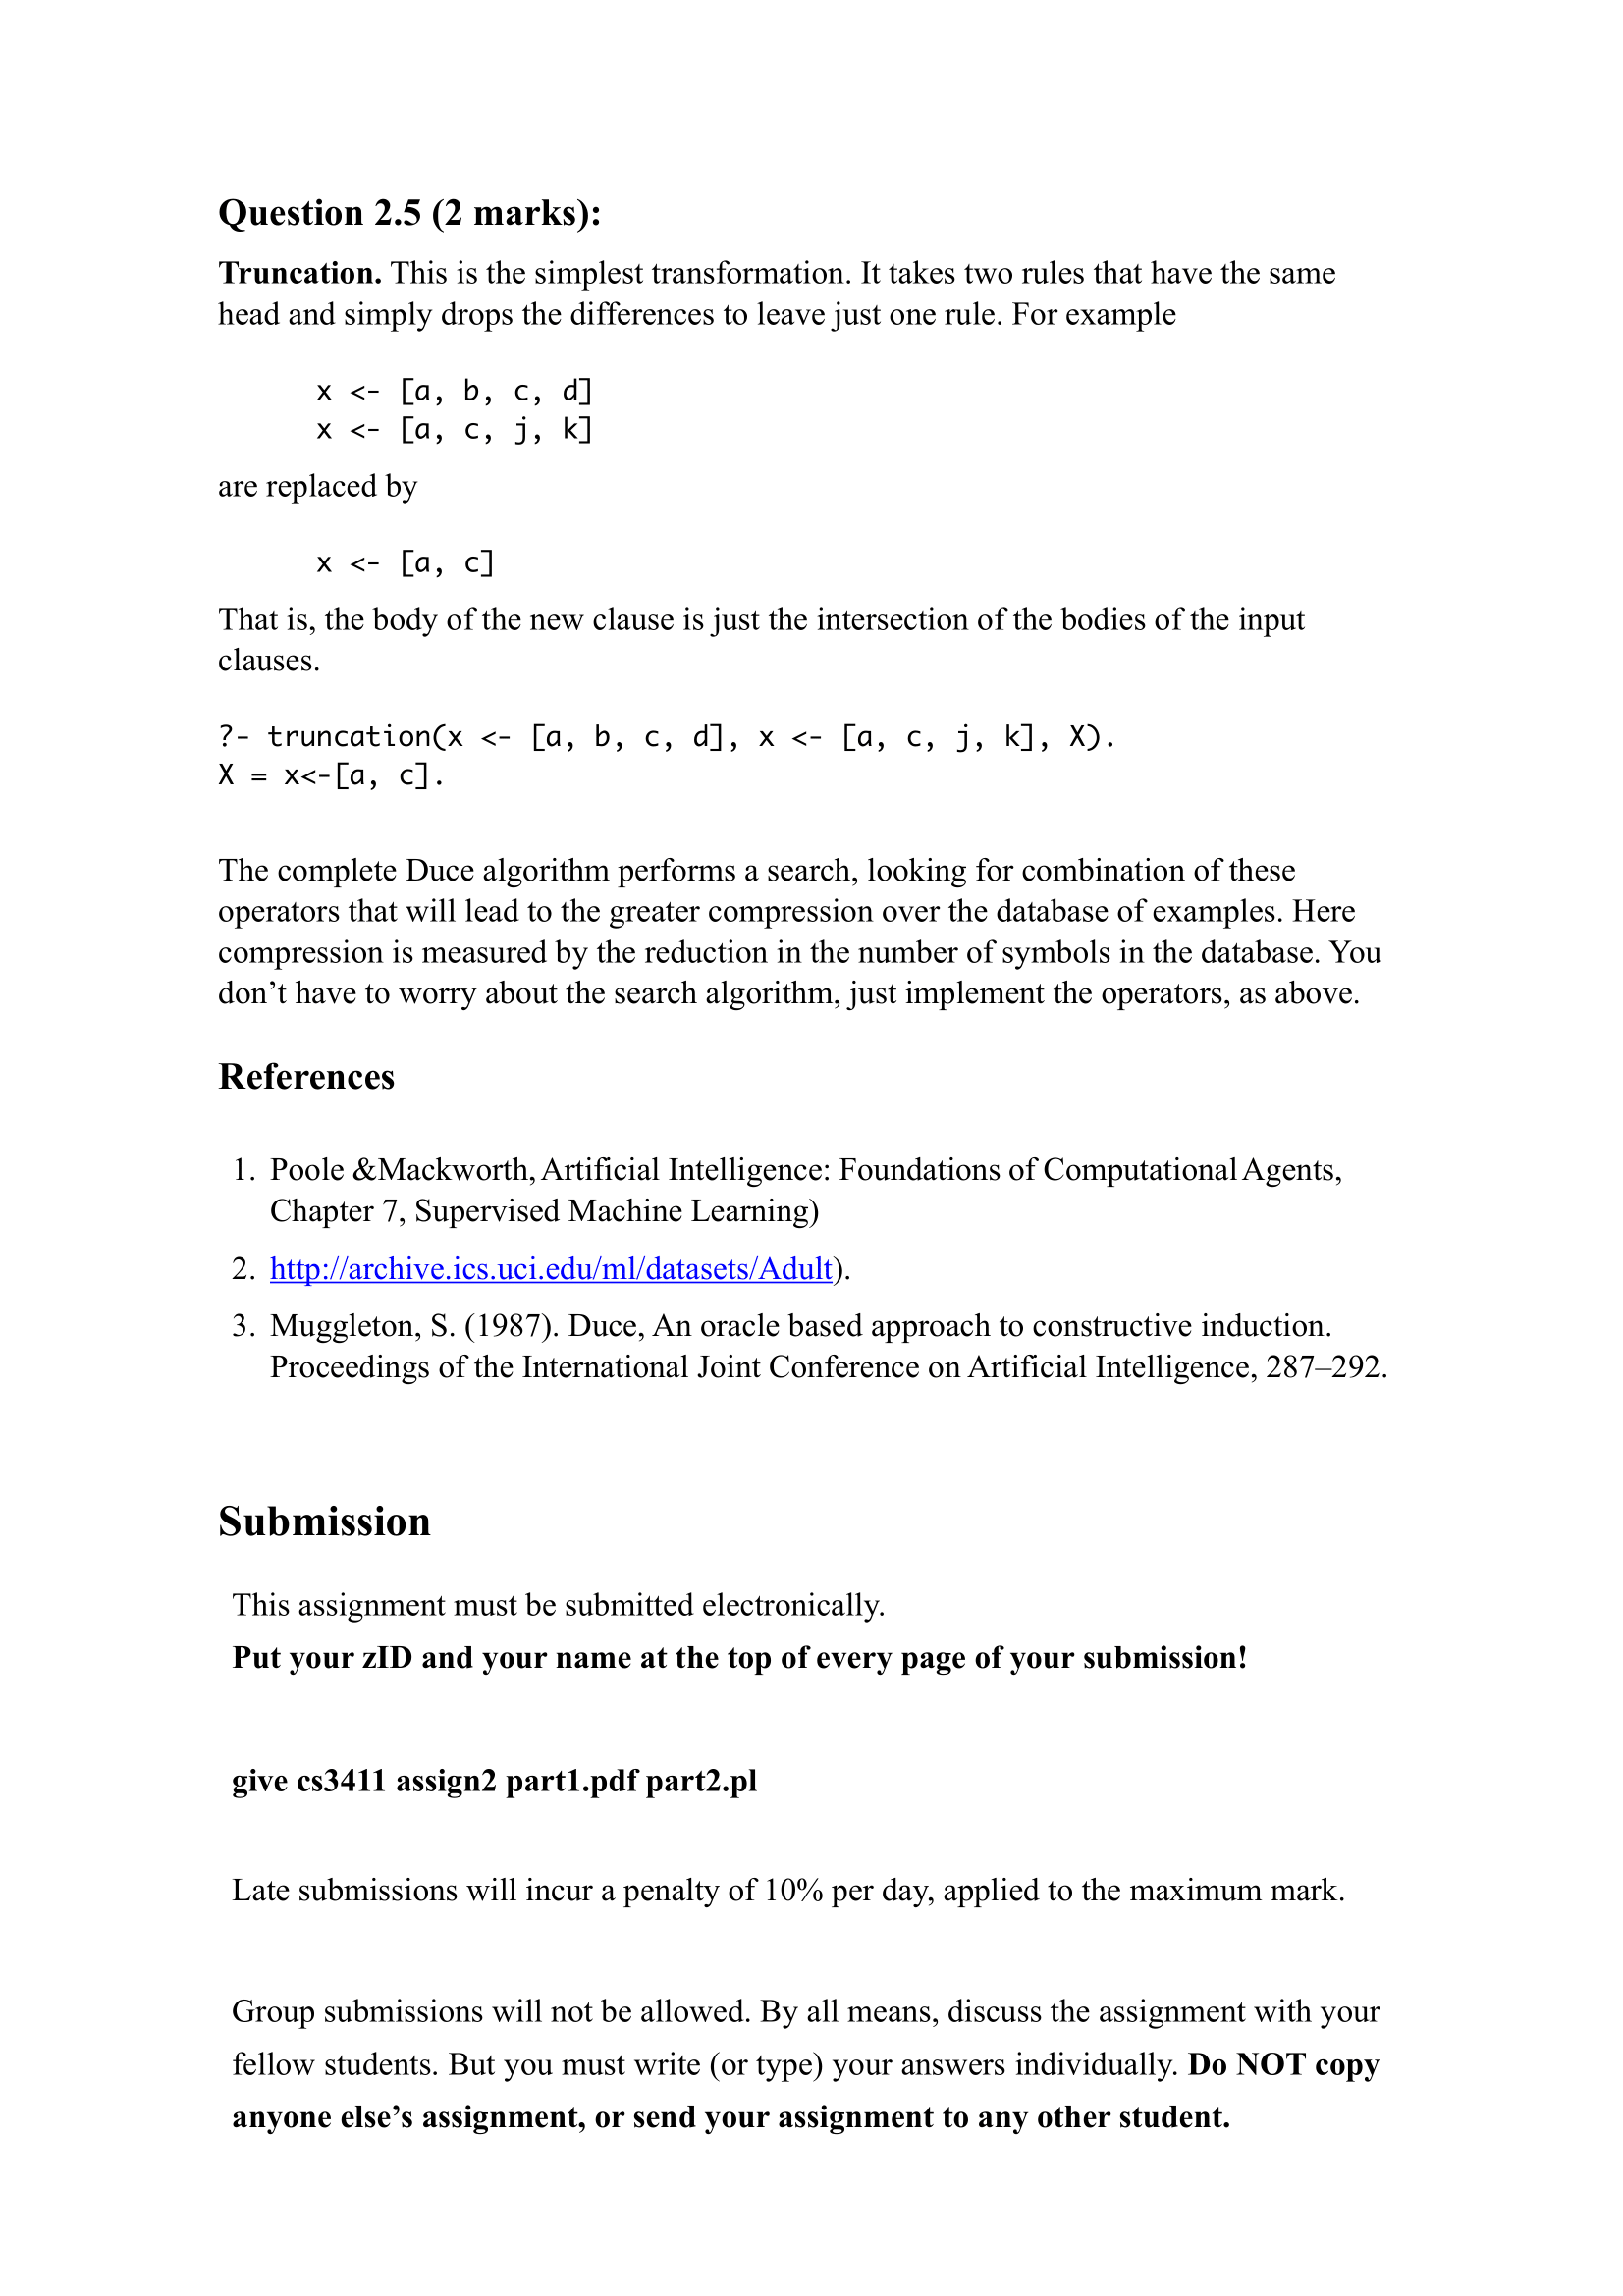 Question 2.5 (2 marks):
Truncation. This is the simplest transformation. It takes two rules that have the same
head and simply drops the differences to leave just one rule. For example
x <- [a, b, c, d]
x <- [a, c, j, k]
are replaced by
x <- [a, c]
That is, the body of the new clause is just the intersection of the bodies of the input
clauses.
?- truncation(x <- [a, b, c, d], x <- [a, c, j, k], X).
X = x<-[a, c].
The complete Duce algorithm performs a search, looking for combination of these
operators that will lead to the greater compression over the database of examples. Here
compression is measured by the reduction in the number of symbols in the database. You
don’t have to worry about the search algorithm, just implement the operators, as above.
References
1. Poole &Mackworth, Artificial Intelligence: Foundations of Computational Agents,
Chapter 7, Supervised Machine Learning)
2. http://archive.ics.uci.edu/ml/datasets/Adult).
3. Muggleton, S. (1987). Duce, An oracle based approach to constructive induction.
Proceedings of the International Joint Conference on Artificial Intelligence, 287–292.
Submission
This assignment must be submitted electronically.
Put your zID and your name at the top of every page of your submission!
give cs3411 assign2 part1.pdf part2.pl
Late submissions will incur a penalty of 10% per day, applied to the maximum mark.
Group submissions will not be allowed. By all means, discuss the assignment with your
fellow students. But you must write (or type) your answers individually. Do NOT copy
anyone else’s assignment, or send your assignment to any other student.